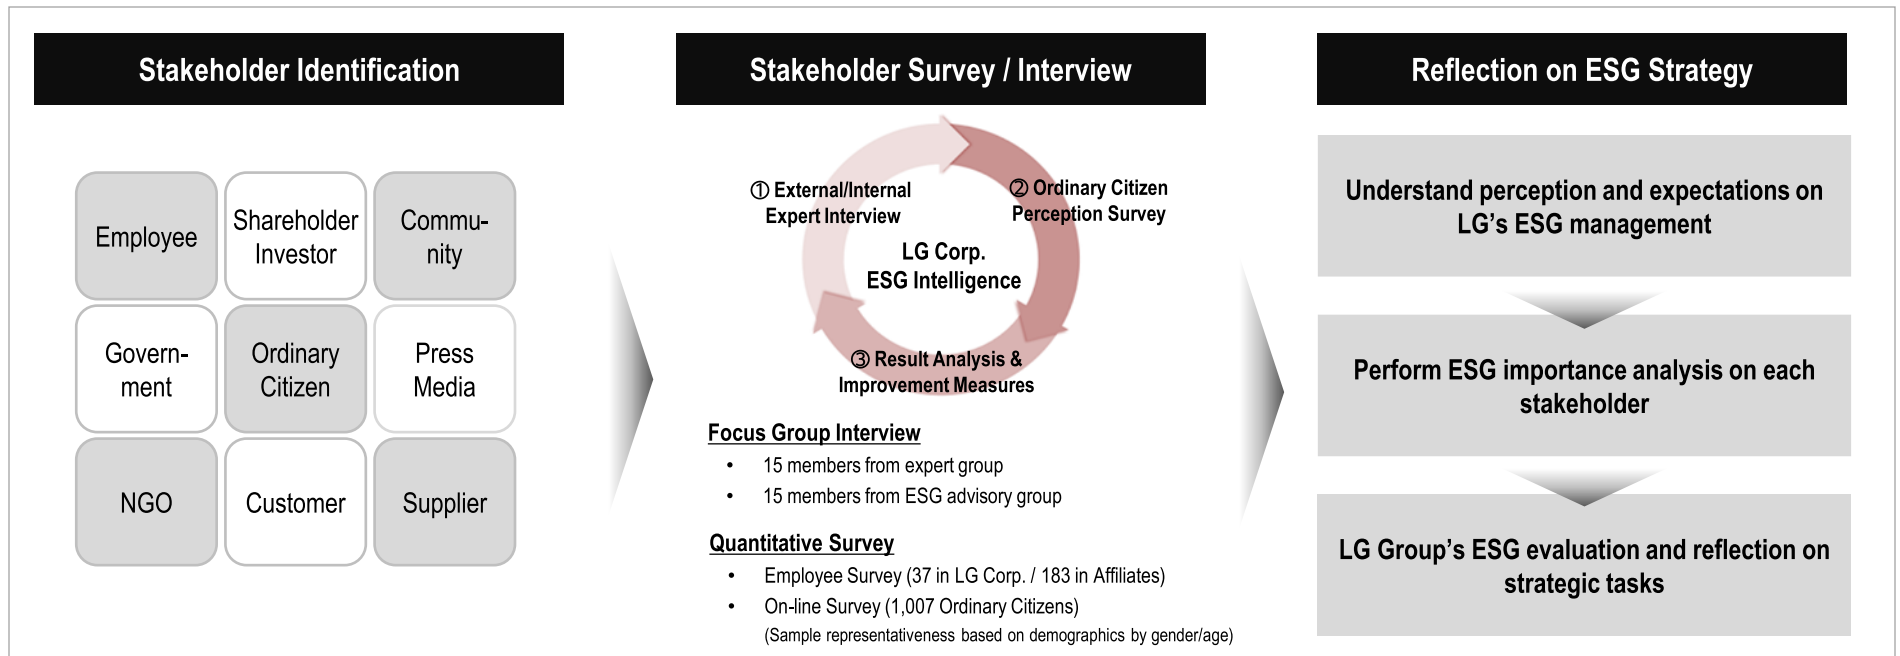 Stakeholder Identification
Employee
Shareholder
Investor
Commu-
nity
Govern-
ment
Ordinary
Citizen
Press
Media
NGO
Customer
Supplier
Stakeholder Survey / Interview
① External/Internal
Expert Interview
② Ordinary Citizen
Perception Survey
LG Corp.
ESG Intelligence
③ Result Analysis &
Improvement Measures
Focus Group Interview
• 15 members from expert group
• 15 members from ESG advisory group
Quantitative Survey
• Employee Survey (37 in LG Corp. / 183 in Affiliates)
• On-line Survey (1,007 Ordinary Citizens)
(Sample representativeness based on demographics by gender/age)
Reflection on ESG Strategy
Understand perception and expectations on
LG’s ESG management
Perform ESG importance analysis on each
stakeholder
LG Group’s ESG evaluation and reflection on
strategic tasks